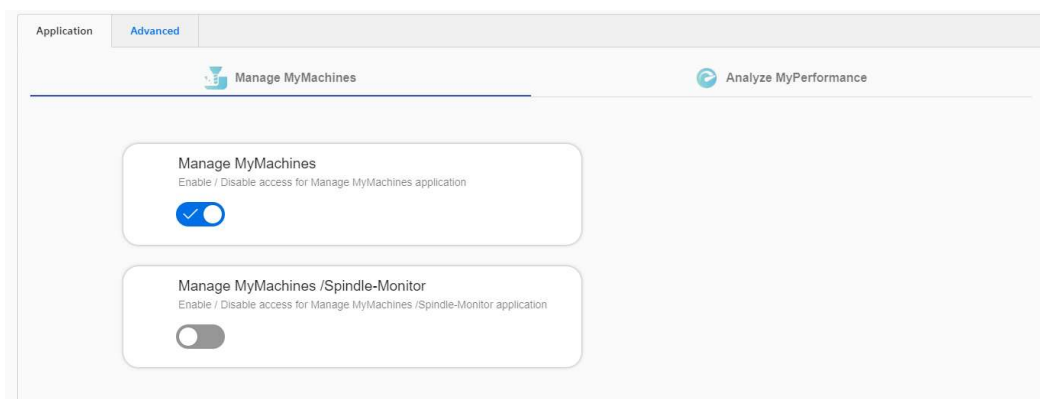 Application
Advanced
Manage MyMachines
Analyze MyPerformance
Manage MyMachines
Enable / Disable access for Manage MyMachines application
Manage MyMachines /Spindle-Monitor
Enable / Disable access for Manage MyMachines /Spindle-Monitor application